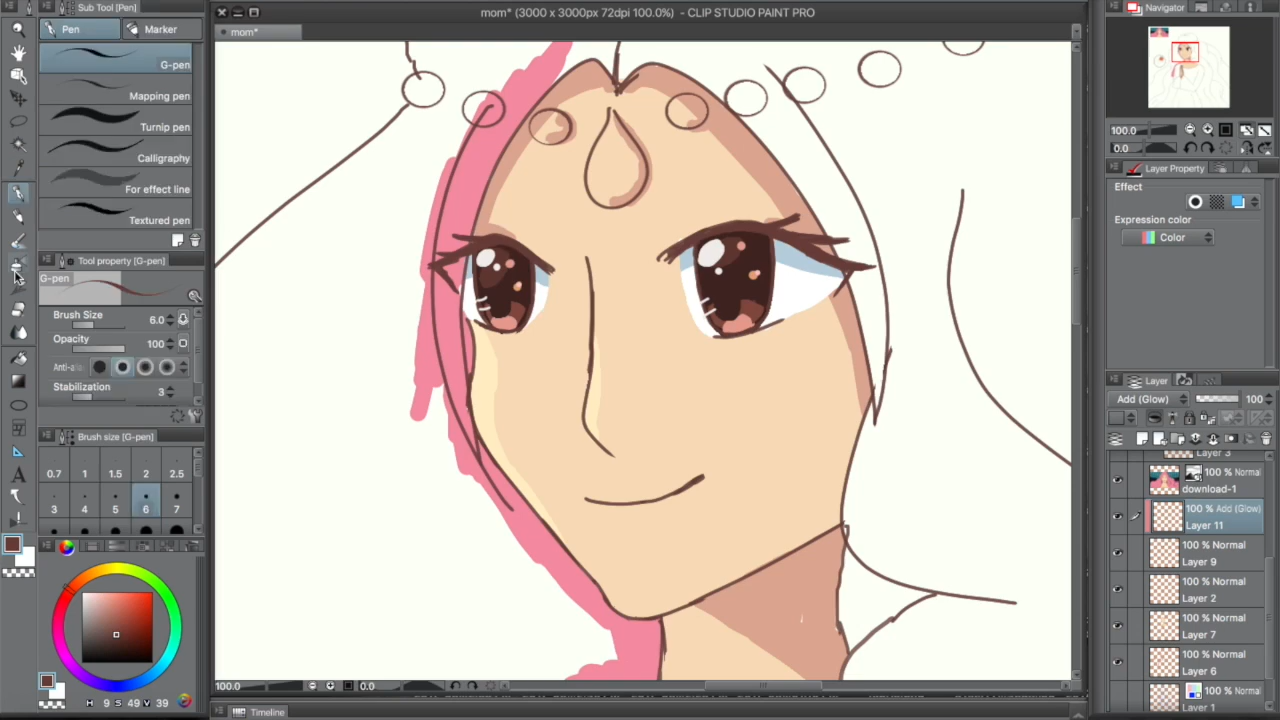 Sub Tool [Pen]
mom* (3000 x 3000px 72dpi 100.0%) - CLIP STUDIO PAINT PRO
Navigator
Pen
Marker
mom*
G-pen
Mapping pen
Turnip pen
Calligraphy
For effect line
Textured pen
Tool property [G-pen]
G-pen
Brush Size 6.0
Opacity 100
Anti-al
Stabilization 3
Brush size [G-pen]
0.7 1 1.5 2 2.5
3 4 5 6 7
H 9 S 49 V 39
100.0 0.0
Timeline
100.0
0.0
Layer Property
Effect
Expression color
Color
Layer
Add (Glow) 100
Layer 3
100 % Normal
download-1
100 % Add (Glow)
Layer 11
100 % Normal
Layer 9
100 % Normal
Layer 2
100 % Normal
Layer 7
100 % Normal
Layer 6
100 % Normal
Layer 1